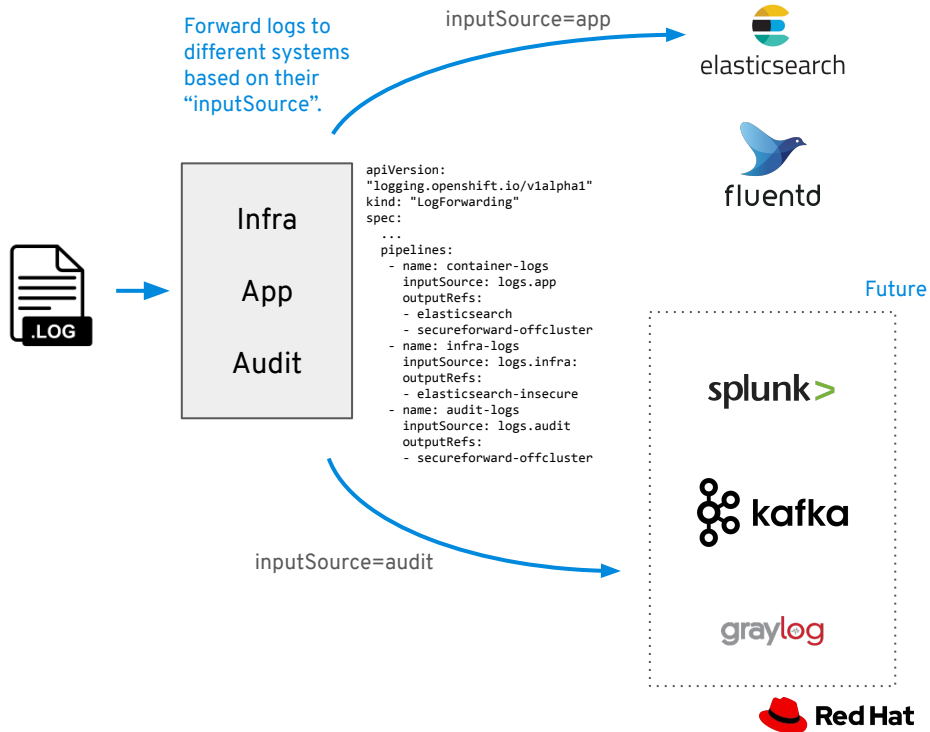 Forward logs to
different systems
based on their
“inputSource”.
inputSource=app
elasticsearch
fluentd
.LOG
Infra
App
Audit
apiVersion:
"logging.openshift.io/v1alpha1"
kind: "LogForwarding"
spec:
  ...
  pipelines:
   - name: container-logs
     inputSource: logs.app
     outputRefs:
     - elasticsearch
     - secureforward-offcluster
   - name: infra-logs
     inputSource: logs.infra:
     outputRefs:
     - elasticsearch-insecure
   - name: audit-logs
     inputSource: logs.audit
     outputRefs:
     - secureforward-offcluster
inputSource=audit
Future
splunk>
kafka
graylog
Red Hat